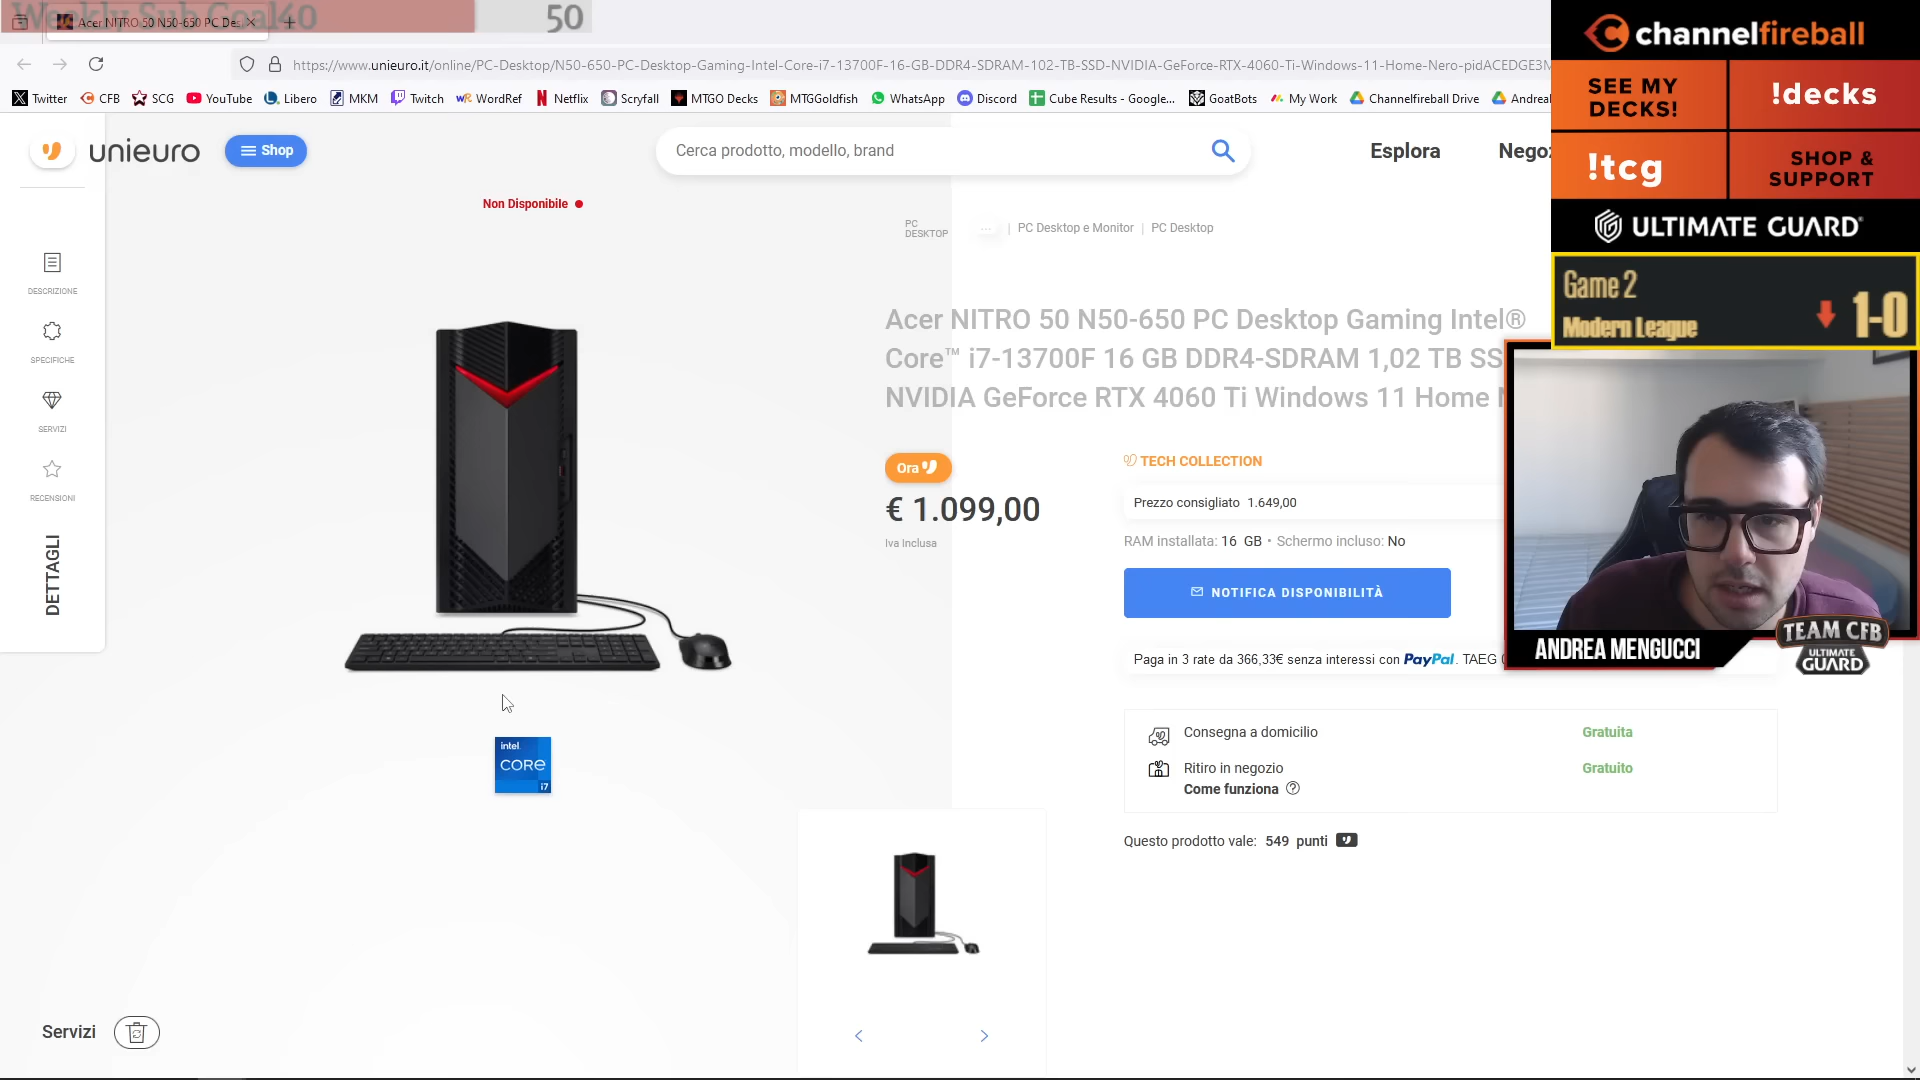 Weekly Sub Goal 40
50
Acer NITRO 50 N50-650 PC Des
https://www.unieuro.it/online/PC-Desktop/N50-650-PC-Desktop-Gaming-Intel-Core-i7-13700F-16-GB-DDR4-SDRAM-102-TB-SSD-NVIDIA-GeForce-RTX-4060-Ti-Windows-11-Home-Nero-pidACEDGE3M
Twitter CFB SCG YouTube Libero MKM Twitch WordRef Netflix Scryfall MTGO Decks MTGGoldfish WhatsApp Discord Cube Results - Google... GoatBots My Work Channelfireball Drive Andreal
unieuro
Shop
Cerca prodotto, modello, brand
Esplora
Negoz
Non Disponibile
PC DESKTOP
... | PC Desktop e Monitor | PC Desktop
DESCRIZIONE
SPECIFICHE
SERVIZI
RECENSIONI
DETTAGLI
Acer NITRO 50 N50-650 PC Desktop Gaming Intel®
Core™ i7-13700F 16 GB DDR4-SDRAM 1,02 TB SS
NVIDIA GeForce RTX 4060 Ti Windows 11 Home N
Ora
€ 1.099,00
Iva Inclusa
TECH COLLECTION
Prezzo consigliato 1.649,00
RAM installata: 16 GB • Schermo incluso: No
NOTIFICA DISPONIBILITÀ
Paga in 3 rate da 366,33€ senza interessi con PayPal. TAEG
Consegna a domicilio Gratuita
Ritiro in negozio Gratuito
Come funziona
Questo prodotto vale: 549 punti
intel.
CORE
i7
Servizi
channelfireball
SEE MY
DECKS!
!decks
!tcg
SHOP &
SUPPORT
ULTIMATE GUARD
Game 2
Modern League
1-0
ANDREA MENGUCCI
TEAM CFB
ULTIMATE
GUARD